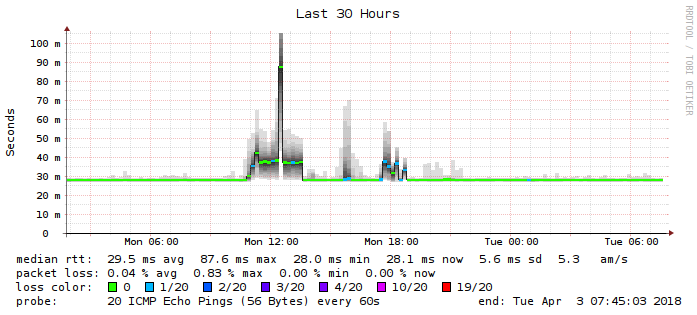 Last 30 Hours
RRDTOOL / TOBI OETIKER
Seconds
100 m
90 m
80 m
70 m
60 m
50 m
40 m
30 m
20 m
10 m
0
Mon 06:00 Mon 12:00 Mon 18:00 Tue 00:00 Tue 06:00
median rtt: 29.5 ms avg 87.6 ms max 28.0 ms min 28.1 ms now 5.6 ms sd 5.3 am/s
packet loss: 0.04 % avg 0.83 % max 0.00 % min 0.00 % now
loss color: 0 1/20 2/20 3/20 4/20 10/20 19/20
probe: 20 ICMP Echo Pings (56 Bytes) every 60s end: Tue Apr 3 07:45:03 2018